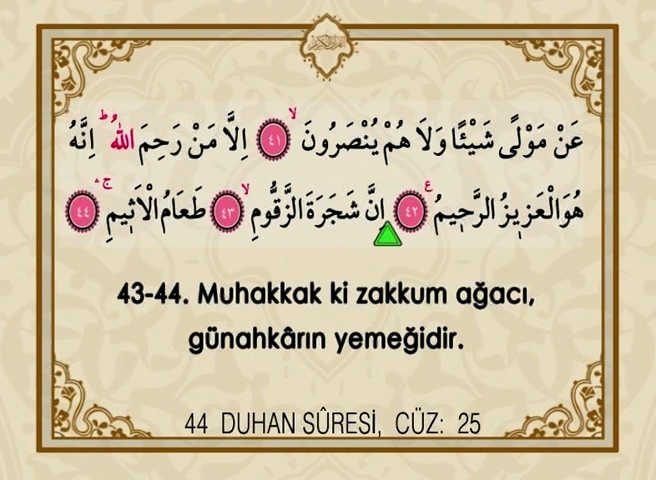 عَنْ مَوْلًى شَيْئًا وَلَا هُمْ يُنْصَرُونَ ﴿٤١﴾ اِلَّا مَنْ رَحِمَ اللّٰهُ ط اِنَّهُ
هُوَ الْعَزِيزُ الرَّحِيمُ ع ﴿٤٢﴾ اِنَّ شَجَرَةَ الزَّقُّومِ ﴿٤٣﴾ طَعَامُ الْاَثِيمِ ج ﴿٤٤﴾
43-44. Muhakkak ki zakkum ağacı,
günahkârın yemeğidir.
44 DUHAN SÛRESİ, CÜZ: 25